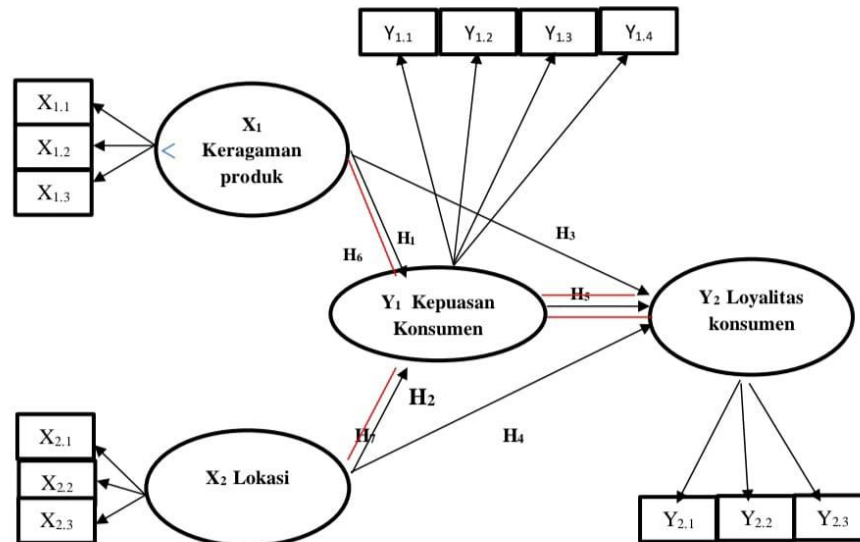 Y1.1 Y1.2 Y1.3 Y1.4
X1.1
X1.2
X1.3
X1
Keragaman
produk
H1
H6
H3
Y1 Kepuasan
Konsumen
H5
Y2 Loyalitas
konsumen
H2
H7
H4
X2.1
X2.2
X2.3
X2 Lokasi
Y2.1 Y2.2 Y2.3